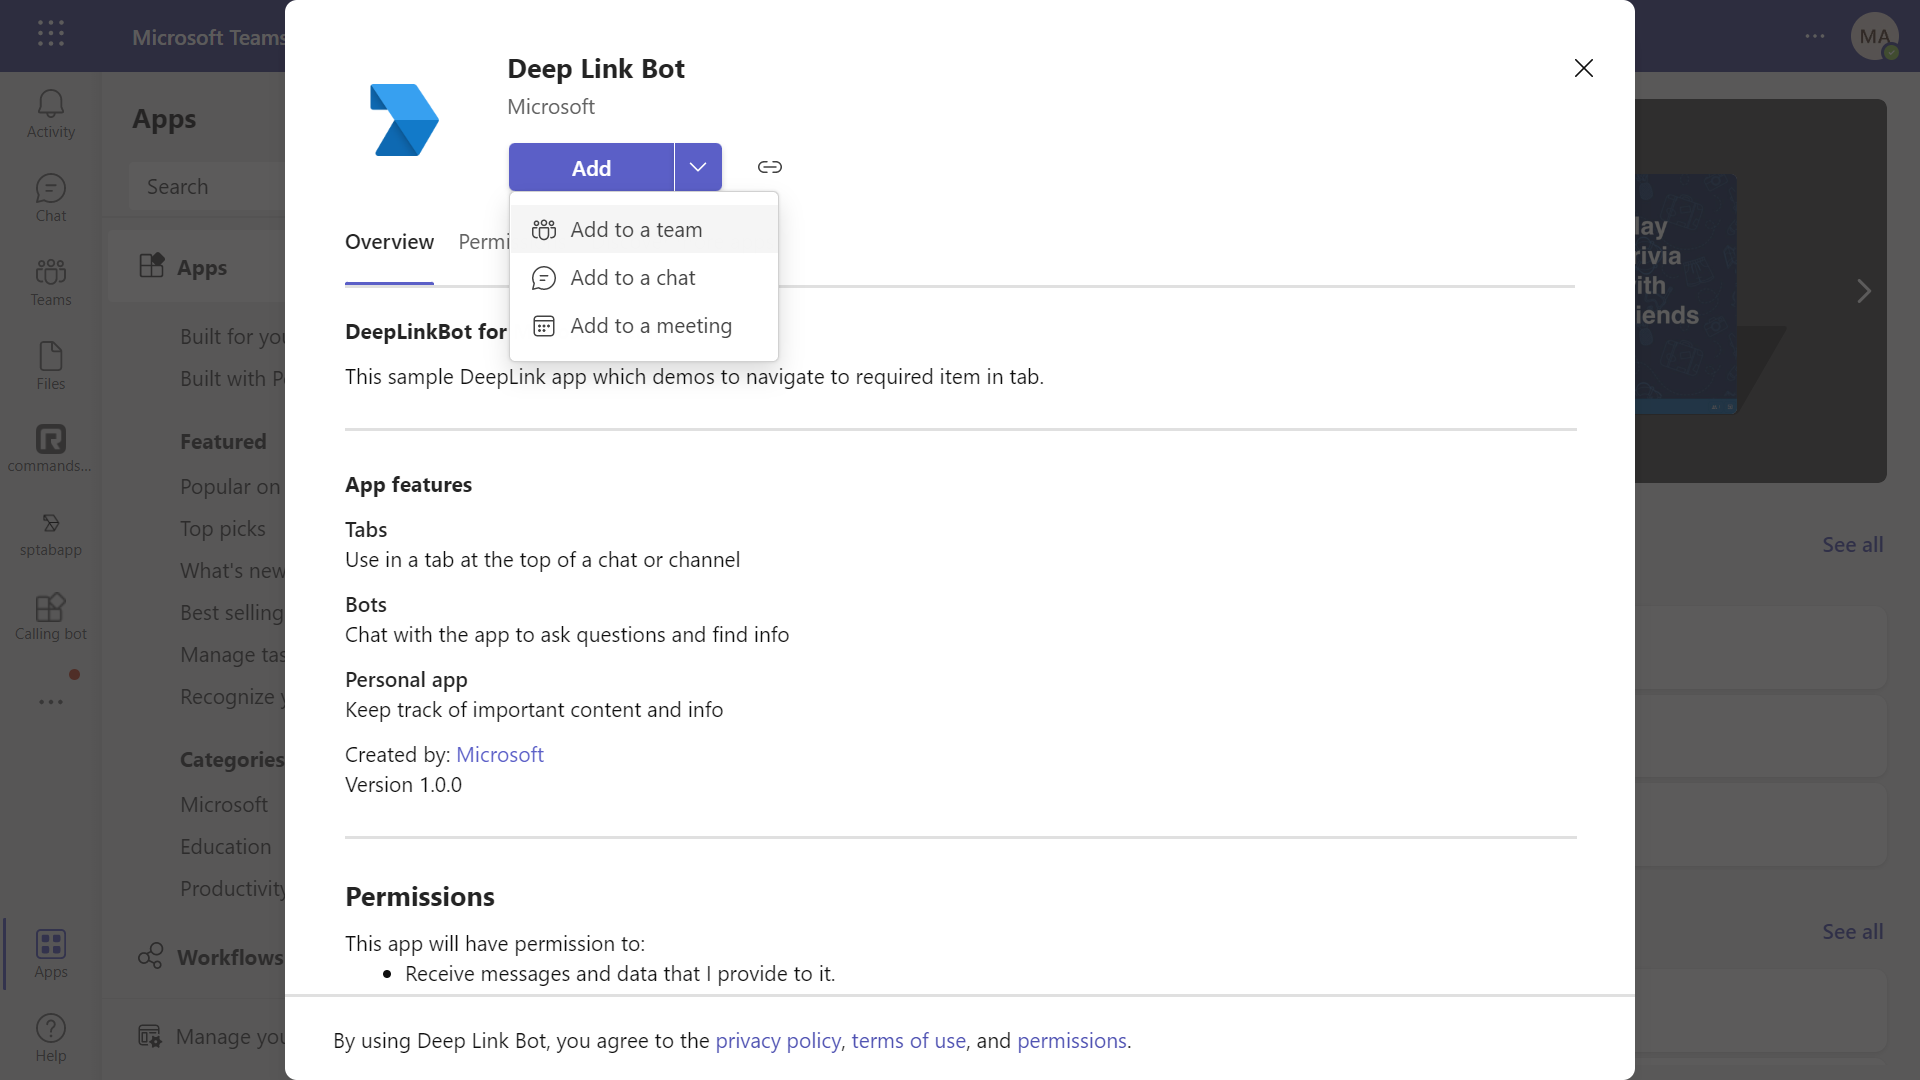 Microsoft Teams
MA
Activity
Chat
Teams
Files
commands...
sptabapp
Calling bot
Apps
Help
Apps
Search
Apps
Built for you
Built with
Featured
Popular on
Top picks
What's new
Best selling
Manage
Recognize
Categories
Microsoft
Education
Productivity
Workflows
Manage
Deep Link Bot
Microsoft
Add
Add to a team
Add to a chat
Add to a meeting
Overview
DeepLinkBot for
This sample DeepLink app which demos to navigate to required item in tab.
App features
Tabs
Use in a tab at the top of a chat or channel
Bots
Chat with the app to ask questions and find info
Personal app
Keep track of important content and info
Created by: Microsoft
Version 1.0.0
Permissions
This app will have permission to:
• Receive messages and data that I provide to it.
By using Deep Link Bot, you agree to the privacy policy, terms of use, and permissions.
See all
See all